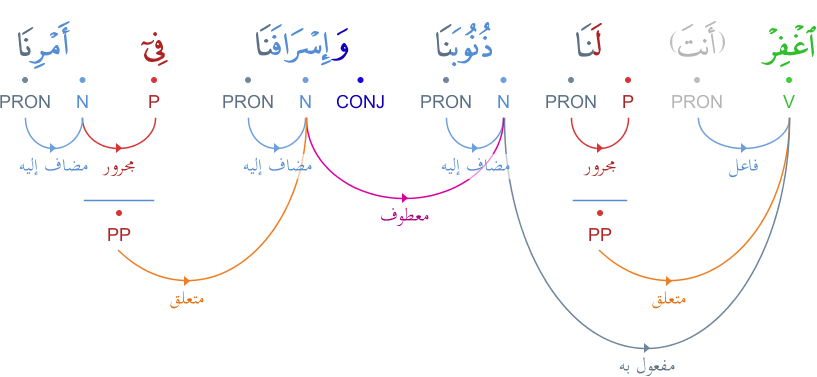 ٱغْفِرْ (أَنتَ) لَنَا ذُنُوبَنَا وَإِسْرَافَنَا فِىٓ أَمْرِنَا
V PRON P PRON N PRON CONJ N PRON P N PRON
فاعل مجرور مضاف إليه مضاف إليه مجرور مضاف إليه
معطوف
PP PP
متعلق متعلق
مفعول به